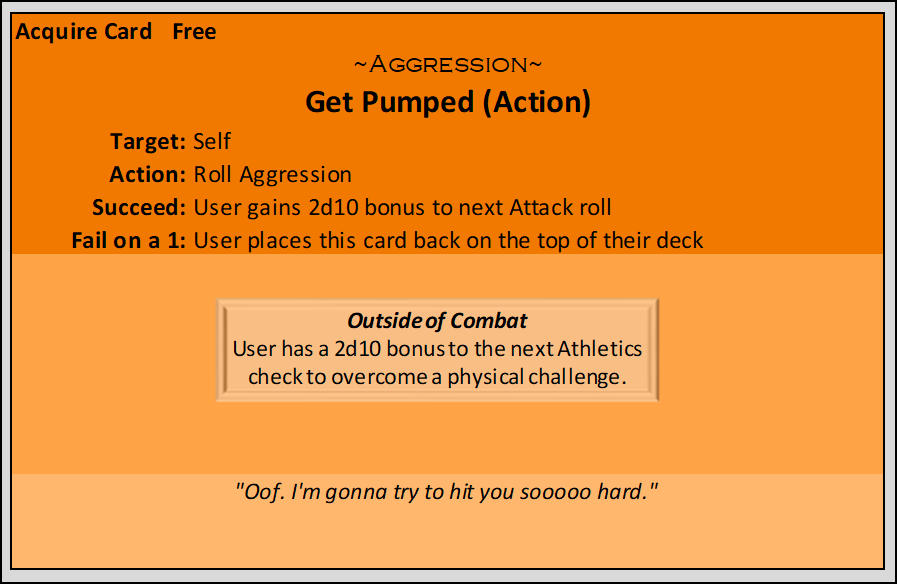 Acquire Card Free
~Aggression~
Get Pumped (Action)
Target: Self
Action: Roll Aggression
Succeed: User gains 2d10 bonus to next Attack roll
Fail on a 1: User places this card back on the top of their deck
Outside of Combat
User has a 2d10 bonus to the next Athletics
check to overcome a physical challenge.
"Oof. I'm gonna try to hit you sooooo hard."